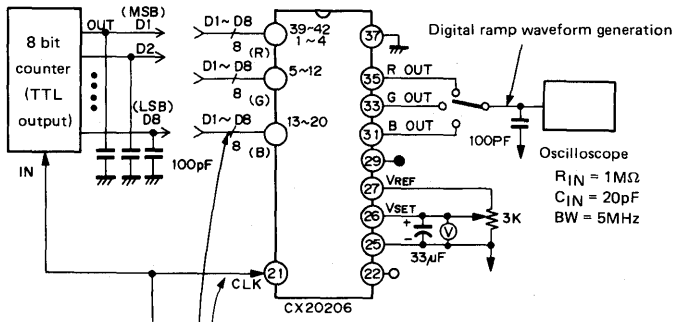 8 bit
counter
(TTL
output)
OUT
(MSB)
D1
D2
(LSB)
D8
100pF
IN
D1~D8
8
(R)
D1~D8
8
(G)
D1~D8
8
(B)
39~42
1~4
5~12
13~20
21
CLK
CX20206
37
35
R OUT
33
G OUT
31
B OUT
29
27
VREF
26
VSET
25
22
+
-
33μF
V
3K
Digital ramp waveform generation
100PF
Oscilloscope
RIN = 1MΩ
CIN = 20pF
BW = 5MHz